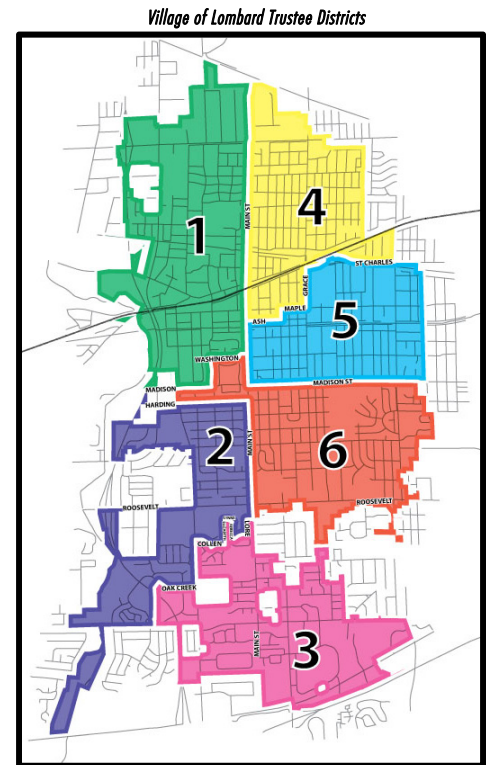 Village of Lombard Trustee Districts
MAIN ST
4
1
ST CHARLES
GRACE
MAPLE
ASH
5
WASHINGTON
MADISON ST
MADISON
HARDING
MAIN ST
2
6
ROOSEVELT
ROOSEVELT
LORE
COLLEN
OAK CREEK
MAIN ST
3